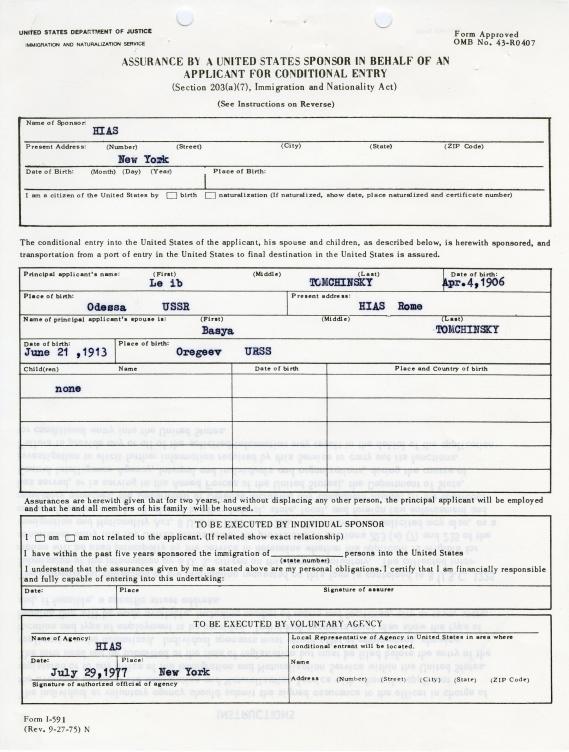 UNITED STATES DEPARTMENT OF JUSTICE
IMMIGRATION AND NATURALIZATION SERVICE
Form Approved
OMB No. 43-R0407
ASSURANCE BY A UNITED STATES SPONSOR IN BEHALF OF AN
APPLICANT FOR CONDITIONAL ENTRY
(Section 203(a)(7), Immigration and Nationality Act)
(See Instructions on Reverse)
Name of Sponsor:
HIAS
Present Address: (Number) (Street) (City) (State) (ZIP Code)
New York
Date of Birth: (Month) (Day) (Year) Place of Birth:
I am a citizen of the United States by birth naturalization (If naturalized, show date, place naturalized and certificate number)
The conditional entry into the United States of the applicant, his spouse and children, as described below, is herewith sponsored, and
transportation from a port of entry in the United States to final destination in the United States is assured.
Principal applicant's name: (First) (Middle) (Last) Date of birth:
Le ib TOMCHINSKY Apr.4,1906
Place of birth: Present address:
Odessa USSR HIAS Rome
Name of principal applicant's spouse is: (First) (Middle) (Last)
Basya TOMCHINSKY
Date of birth: Place of birth:
June 21 ,1913 Oregeev URSS
Child(ren) Name Date of birth Place and Country of birth
none
Assurances are herewith given that for two years, and without displacing any other person, the principal applicant will be employed
and that he and all members of his family will be housed.
TO BE EXECUTED BY INDIVIDUAL SPONSOR
I am am not related to the applicant. (If related show exact relationship)
I have within the past five years sponsored the immigration of persons into the United States
(state number)
I understand that the assurances given by me as stated above are my personal obligations. I certify that I am financially responsible
and fully capable of entering into this undertaking:
Date: Place Signature of assurer
TO BE EXECUTED BY VOLUNTARY AGENCY
Name of Agency:
HIAS
Local Representative of Agency in United States in area where
conditional entrant will be located.
Date: Place:
July 29,1977 New York
Name
Signature of authorized official of agency
Address (Number) (Street) (City) (State) (ZIP Code)
Form I-591
(Rev. 9-27-75) N
INSTRUCTIONS